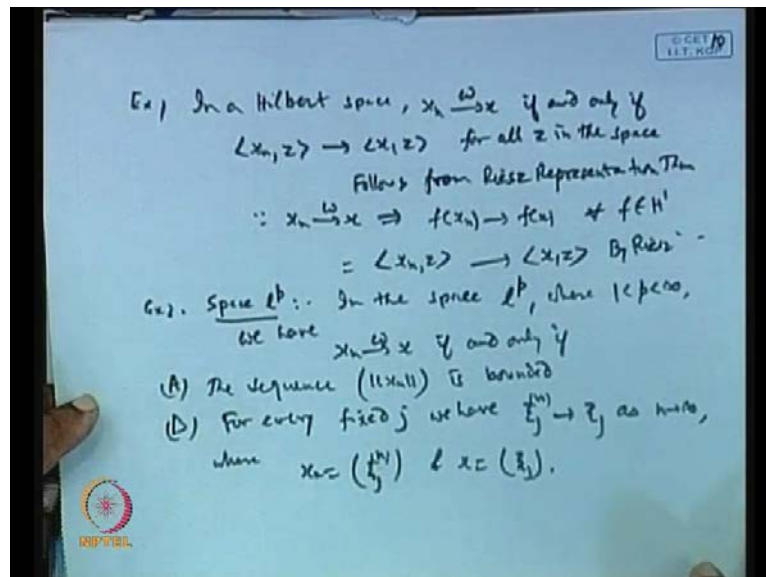 © CET
I.I.T. KGP
Ex, In a Hilbert space, xₙ →ʷ x if and only if
<xₙ, z> → <x, z> for all z in the space
Follows from Riesz Representation Thm
∵ xₙ →ʷ x ⇒ f(xₙ) → f(x) ∀ f ∈ H'
= <xₙ, z> → <x, z> By Riesz
Ex 2. Space lᵖ :. In the space lᵖ, where 1<p<∞,
we have xₙ →ʷ x if and only if
(A) The sequence (||xₙ||) is bounded
(B) For every fixed j we have ξⱼ⁽ⁿ⁾ → ξⱼ as n→∞,
where xₙ = (ξⱼ⁽ⁿ⁾) & x = (ξⱼ).
NPTEL